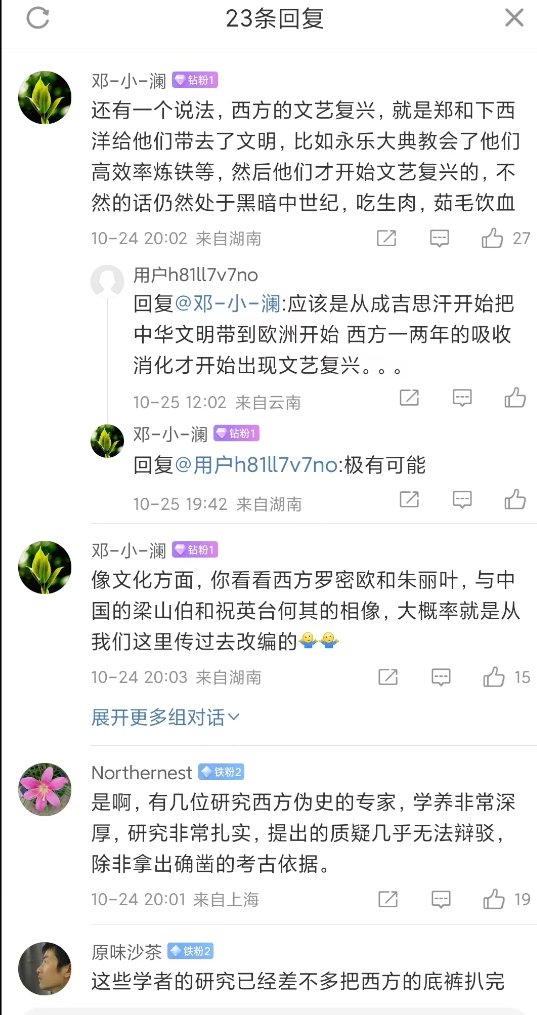 23条回复
邓-小-澜 钻粉1
还有一个说法，西方的文艺复兴，就是郑和下西
洋给他们带去了文明，比如永乐大典教会了他们
高效率炼铁等，然后他们才开始文艺复兴的，不
然的话仍然处于黑暗中世纪，吃生肉，茹毛饮血
10-24 20:02 来自湖南 27
用户h81ll7v7no
回复@邓-小-澜:应该是从成吉思汗开始把
中华文明带到欧洲开始 西方一两年的吸收
消化才开始出现文艺复兴。。。
10-25 12:02 来自云南
邓-小-澜 钻粉1
回复@用户h81ll7v7no:极有可能
10-25 19:42 来自湖南
邓-小-澜 钻粉1
像文化方面，你看看西方罗密欧和朱丽叶，与中
国的梁山伯和祝英台何其的相像，大概率就是从
我们这里传过去改编的🤷🤷
10-24 20:03 来自湖南 15
展开更多组对话
Northernest 铁粉2
是啊，有几位研究西方伪史的专家，学养非常深
厚，研究非常扎实，提出的质疑几乎无法辩驳，
除非拿出确凿的考古依据。
10-24 20:01 来自上海 19
原味沙茶 铁粉2
这些学者的研究已经差不多把西方的底裤扒完